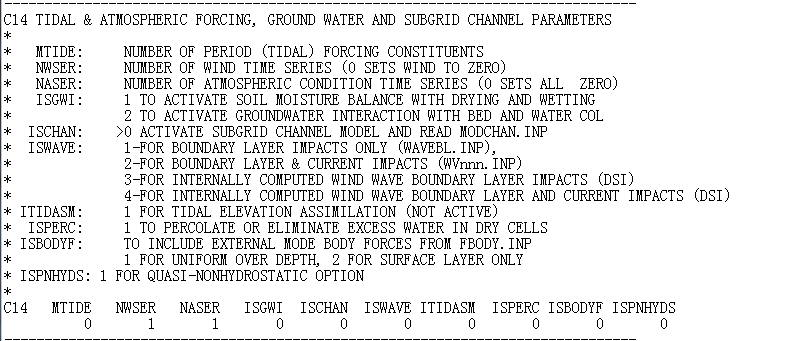 --------------------------------------------------------------------------------
C14 TIDAL & ATMOSPHERIC FORCING, GROUND WATER AND SUBGRID CHANNEL PARAMETERS
*
*   MTIDE:     NUMBER OF PERIOD (TIDAL) FORCING CONSTITUENTS
*   NWSER:     NUMBER OF WIND TIME SERIES (0 SETS WIND TO ZERO)
*   NASER:     NUMBER OF ATMOSPHERIC CONDITION TIME SERIES (0 SETS ALL  ZERO)
*   ISGWI:     1 TO ACTIVATE SOIL MOISTURE BALANCE WITH DRYING AND WETTING
*              2 TO ACTIVATE GROUNDWATER INTERACTION WITH BED AND WATER COL
*  ISCHAN:    >0 ACTIVATE SUBGRID CHANNEL MODEL AND READ MODCHAN.INP
*  ISWAVE:     1-FOR BOUNDARY LAYER IMPACTS ONLY (WAVEBL.INP),
*              2-FOR BOUNDARY LAYER & CURRENT IMPACTS (WVnnn.INP)
*              3-FOR INTERNALLY COMPUTED WIND WAVE BOUNDARY LAYER IMPACTS (DSI)
*              4-FOR INTERNALLY COMPUTED WIND WAVE BOUNDARY LAYER AND CURRENT IMPACTS (DSI)
* ITIDASM:     1 FOR TIDAL ELEVATION ASSIMILATION (NOT ACTIVE)
*  ISPERC:     1 TO PERCOLATE OR ELIMINATE EXCESS WATER IN DRY CELLS
* ISBODYF:     TO INCLUDE EXTERNAL MODE BODY FORCES FROM FBODY.INP
*              1 FOR UNIFORM OVER DEPTH, 2 FOR SURFACE LAYER ONLY
* ISPNHYDS: 1 FOR QUASI-NONHYDROSTATIC OPTION
*
C14   MTIDE   NWSER   NASER   ISGWI  ISCHAN  ISWAVE ITIDASM  ISPERC ISBODYF ISPNHYDS
          0       1       1       0       0       0       0       0       0       0
--------------------------------------------------------------------------------